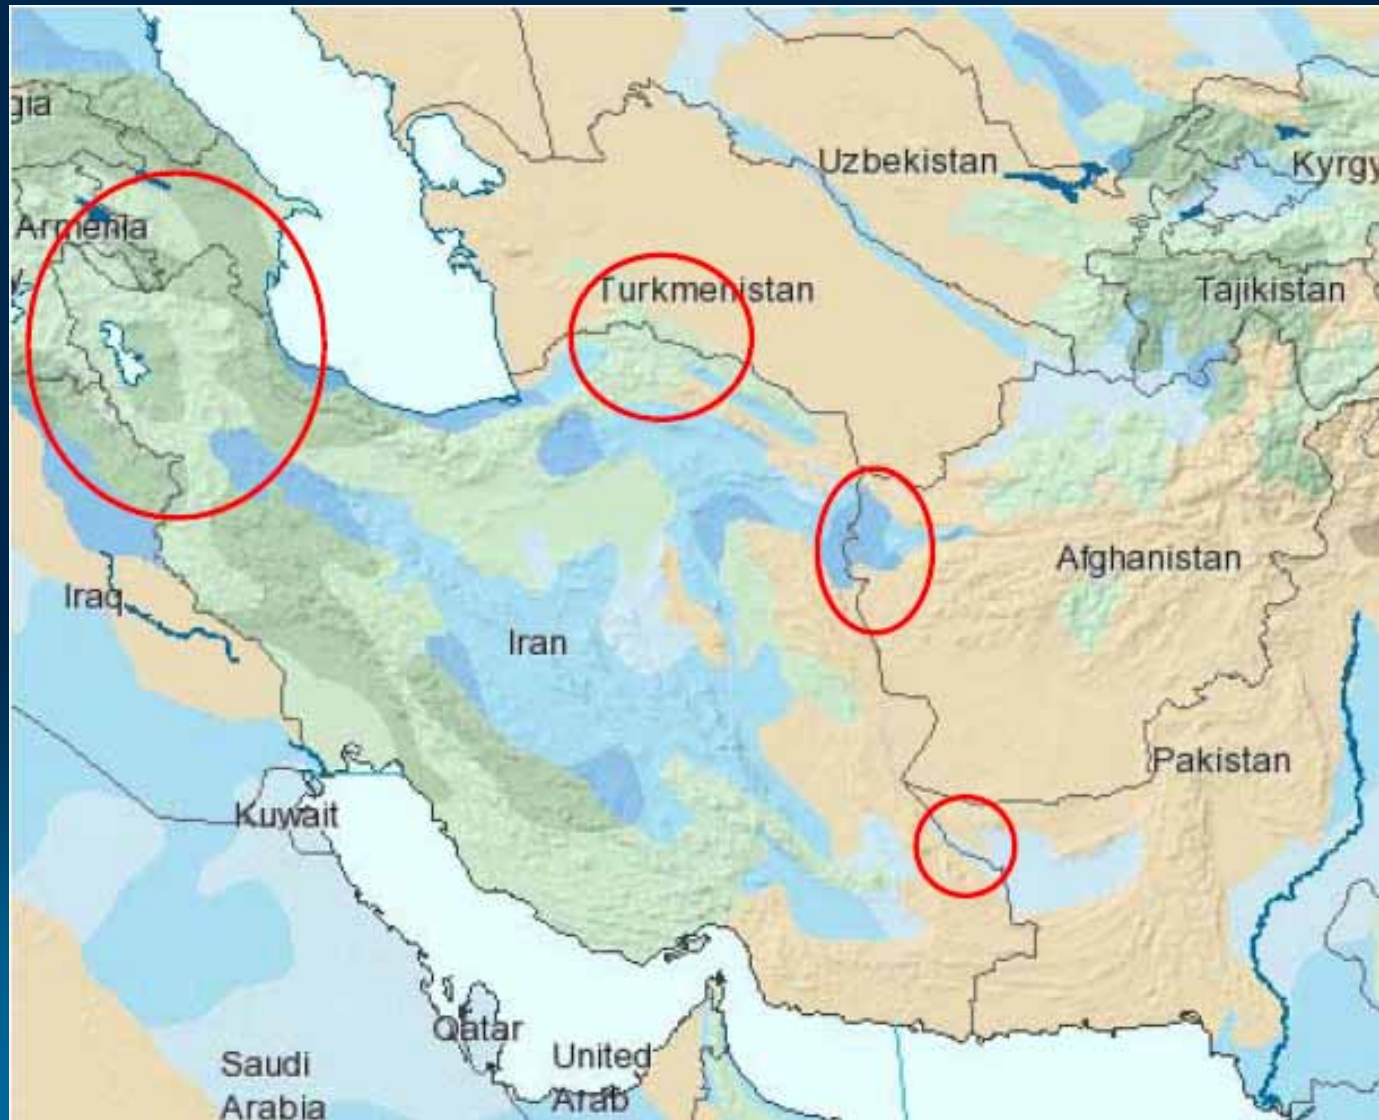 gia
Uzbekistan
Kyrgy
Armenia
Turkmenistan
Tajikistan
Afghanistan
Iraq
Iran
Pakistan
Kuwait
Qatar
United
Arab
Saudi
Arabia